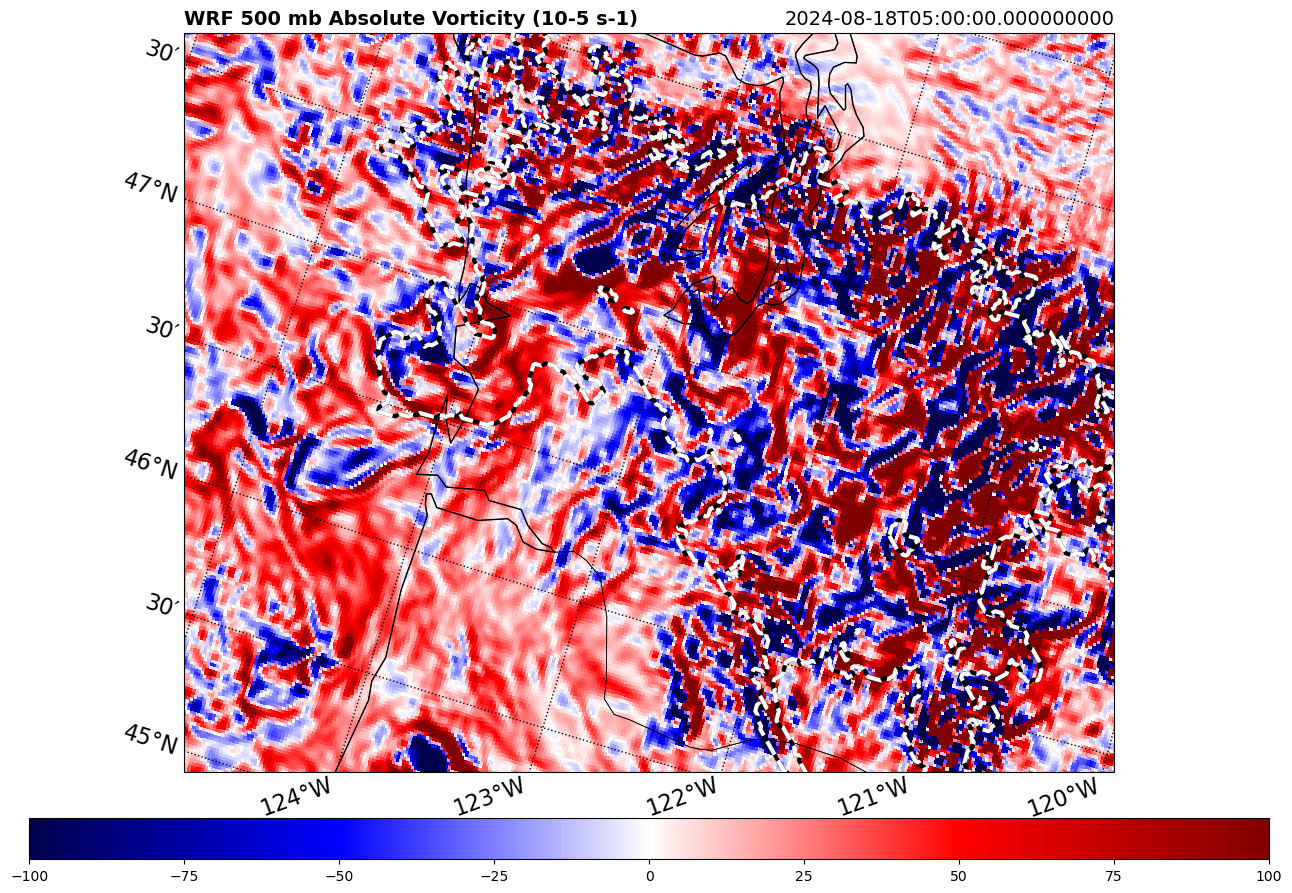 WRF 500 mb Absolute Vorticity (10-5 s-1)
2024-08-18T05:00:00.000000000
30′
47°N
30′
46°N
30′
45°N
124°W
123°W
122°W
121°W
120°W
−100
−75
−50
−25
0
25
50
75
100